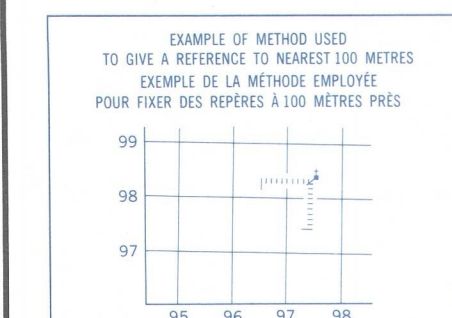 EXAMPLE OF METHOD USED
TO GIVE A REFERENCE TO NEAREST 100 METRES
EXEMPLE DE LA MÉTHODE EMPLOYÉE
POUR FIXER DES REPÈRES À 100 MÈTRES PRÈS
99
98
97
95 96 97 98